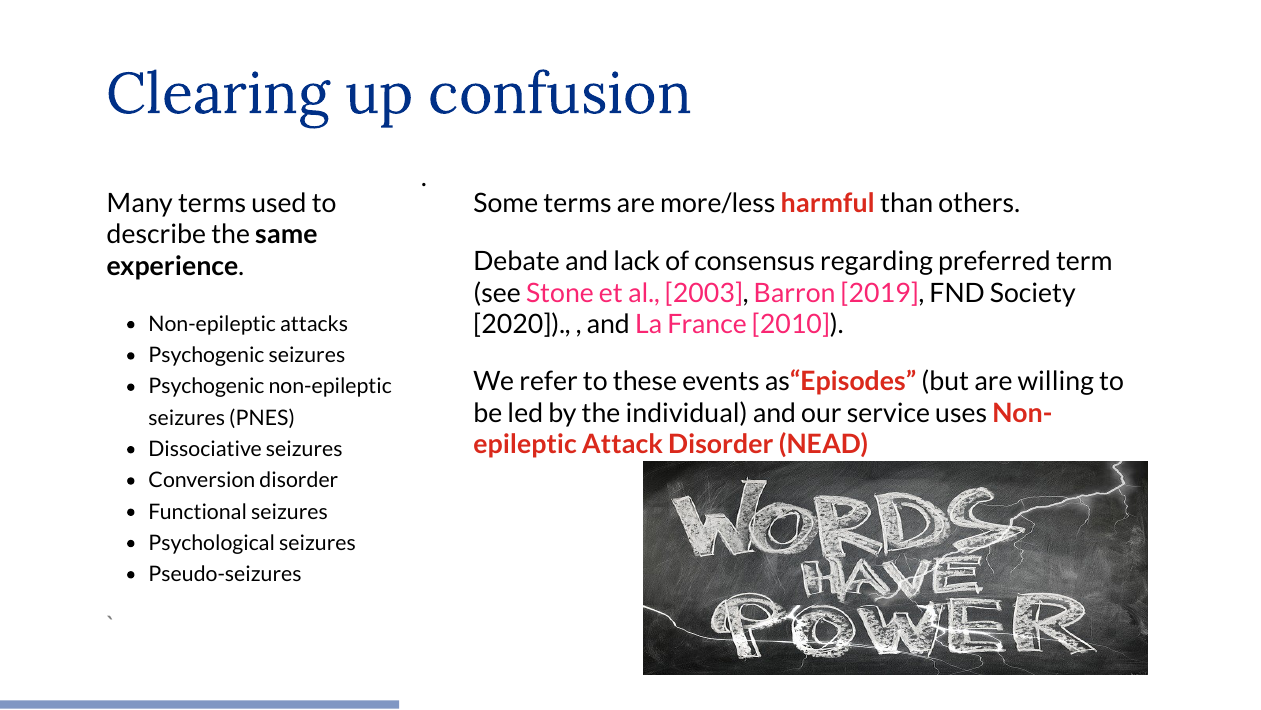 Clearing up confusion
Many terms used to
describe the same
experience.
• Non-epileptic attacks
• Psychogenic seizures
• Psychogenic non-epileptic
seizures (PNES)
• Dissociative seizures
• Conversion disorder
• Functional seizures
• Psychological seizures
• Pseudo-seizures
`
.
Some terms are more/less harmful than others.
Debate and lack of consensus regarding preferred term
(see Stone et al., [2003], Barron [2019], FND Society
[2020])., , and La France [2010]).
We refer to these events as“Episodes” (but are willing to
be led by the individual) and our service uses Non-
epileptic Attack Disorder (NEAD)
WORDS
HAVE
POWER